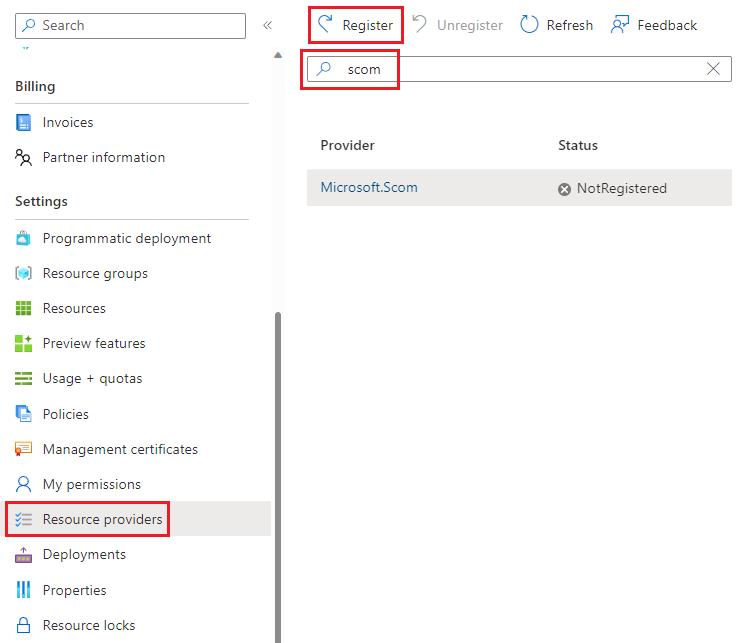 Search
«
Billing
Invoices
Partner information
Settings
Programmatic deployment
Resource groups
Resources
Preview features
Usage + quotas
Policies
Management certificates
My permissions
Resource providers
Deployments
Properties
Resource locks
Register Unregister Refresh Feedback
scom
Provider Status
Microsoft.Scom NotRegistered